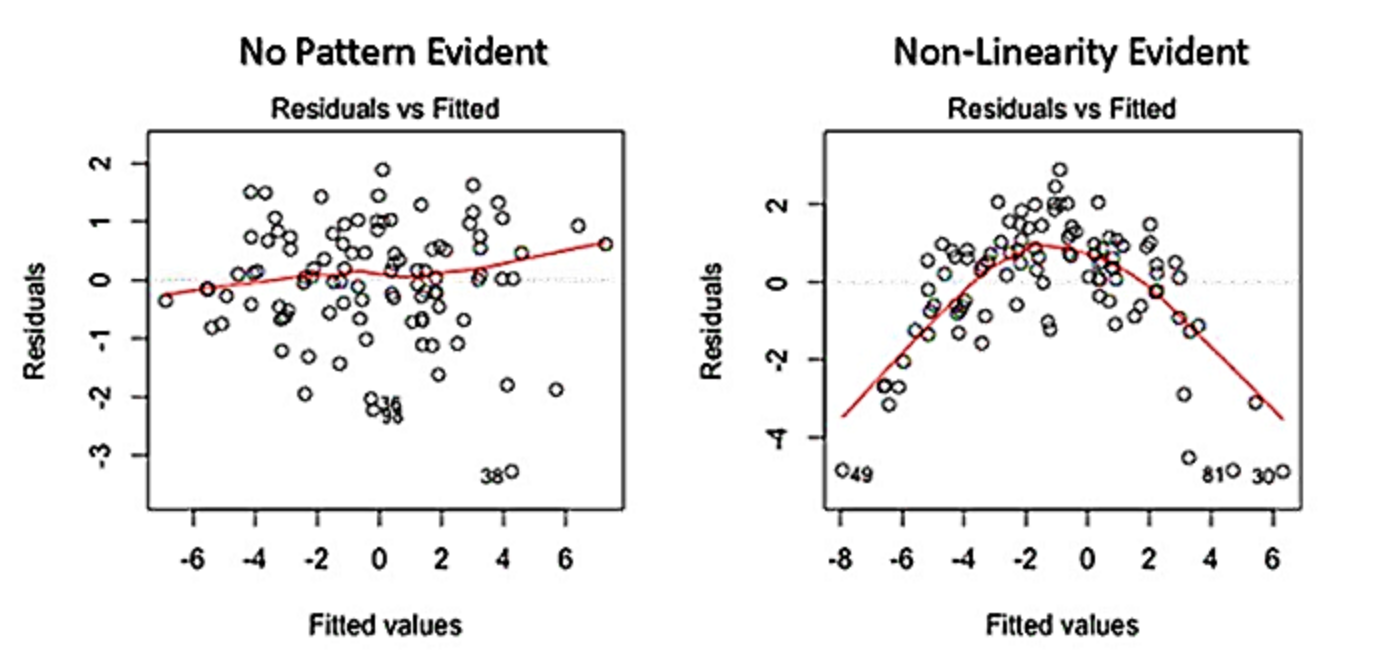 No Pattern Evident
Residuals vs Fitted
Residuals
2
1
0
-1
-2
-3
36
98
38
-6 -4 -2 0 2 4 6
Fitted values
Non-Linearity Evident
Residuals vs Fitted
Residuals
2
0
-2
-4
49
81
30
-8 -6 -4 -2 0 2 4 6
Fitted values